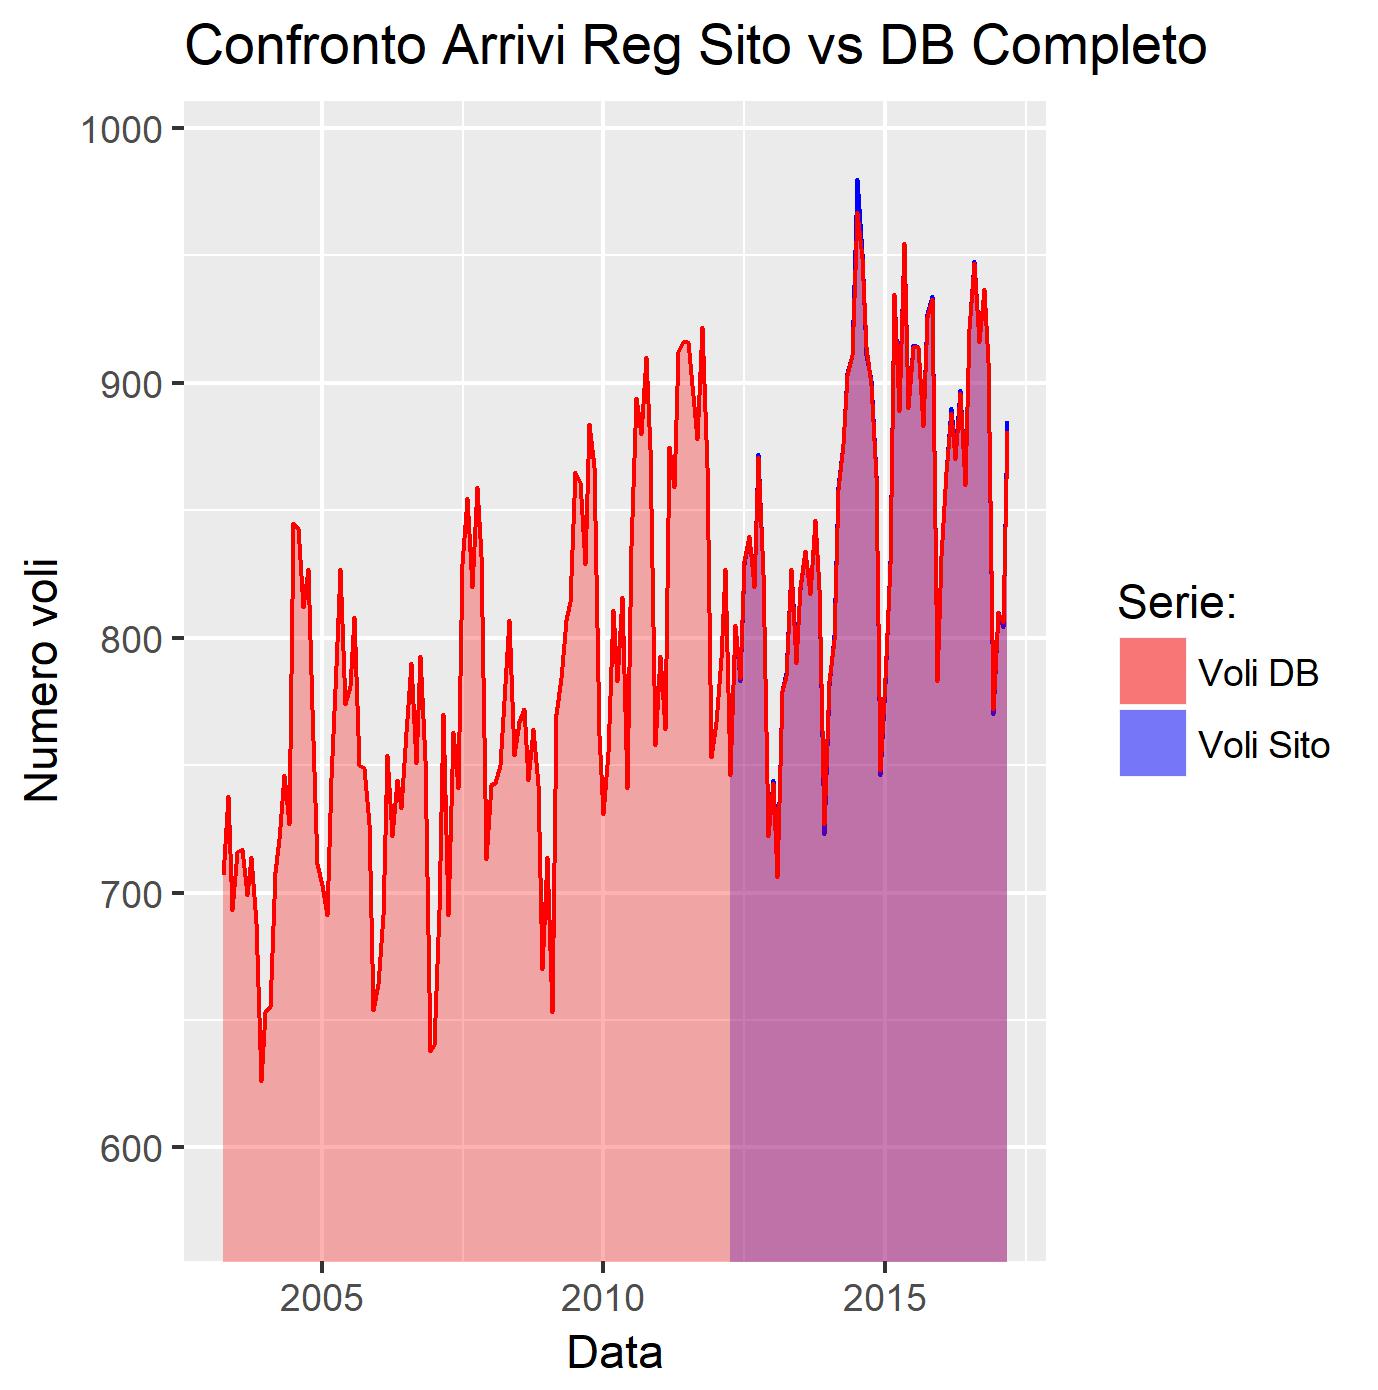 Confronto Arrivi Reg Sito vs DB Completo
1000
900
800
700
600
Numero voli
2005
2010
2015
Data
Serie:
Voli DB
Voli Sito